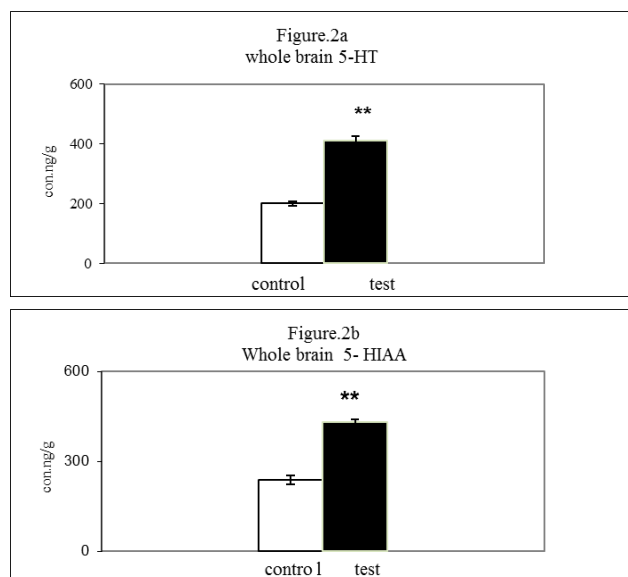 Figure.2a
whole brain 5-HT
600
**
400
con.ng/g
200
0
control test
Figure.2b
Whole brain 5- HIAA
600
**
con.ng/g
300
0
contro l test